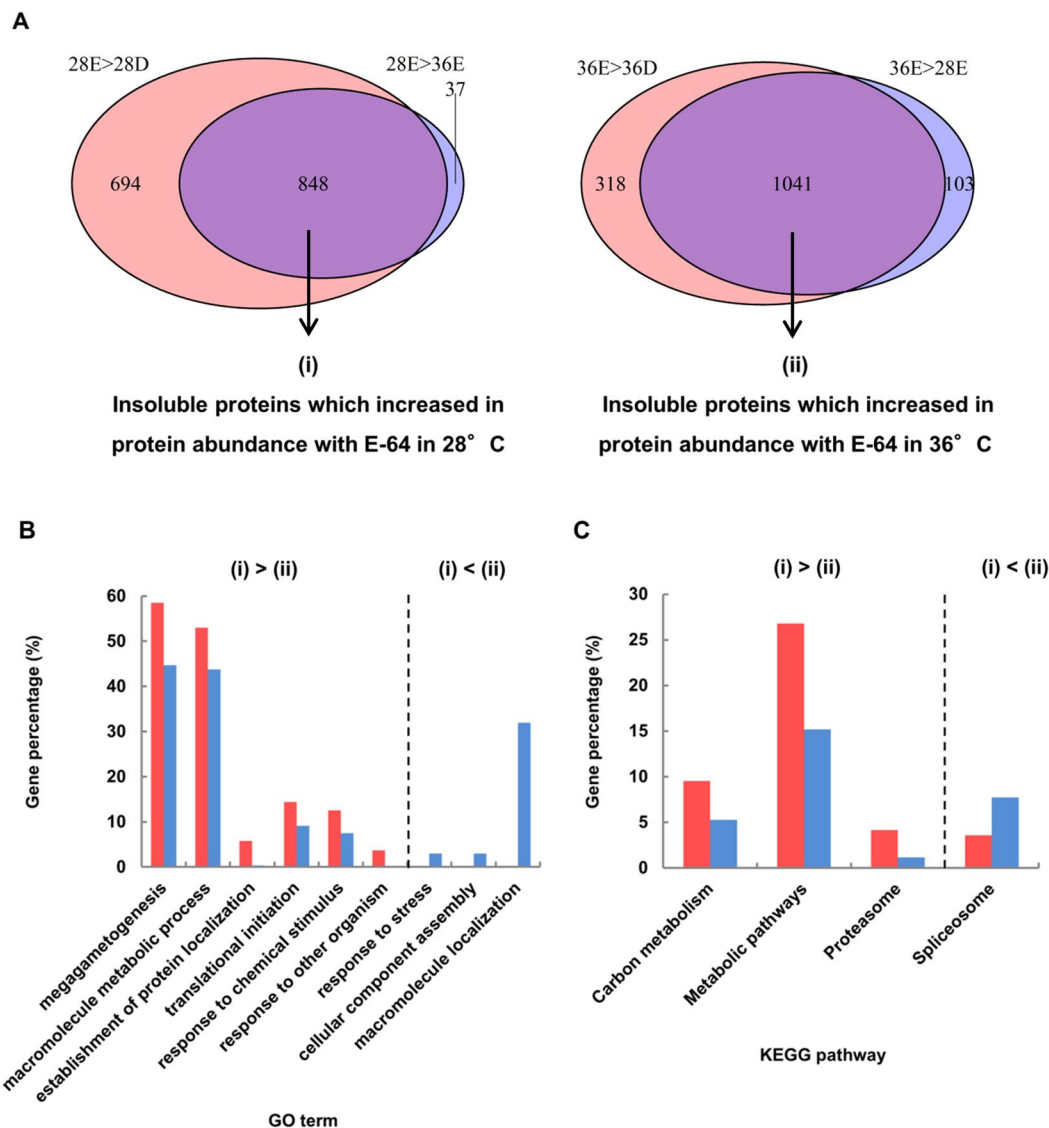 A
28E>28D
28E>36E
37
694
848
36E>36D
36E>28E
318
1041
103
(i)
Insoluble proteins which increased in
protein abundance with E-64 in 28° C
(ii)
Insoluble proteins which increased in
protein abundance with E-64 in 36° C
B
(i) > (ii)
(i) < (ii)
Gene percentage (%)
60
50
40
30
20
10
0
megagametogenesis
macromolecule metabolic process
establishment of protein localization
translational initiation
response to chemical stimulus
response to other organism
response to stress
cellular component assembly
macromolecule localization
GO term
C
(i) > (ii)
(i) < (ii)
Gene percentage (%)
30
25
20
15
10
5
0
Carbon metabolism
Metabolic pathways
Proteasome
Spliceosome
KEGG pathway